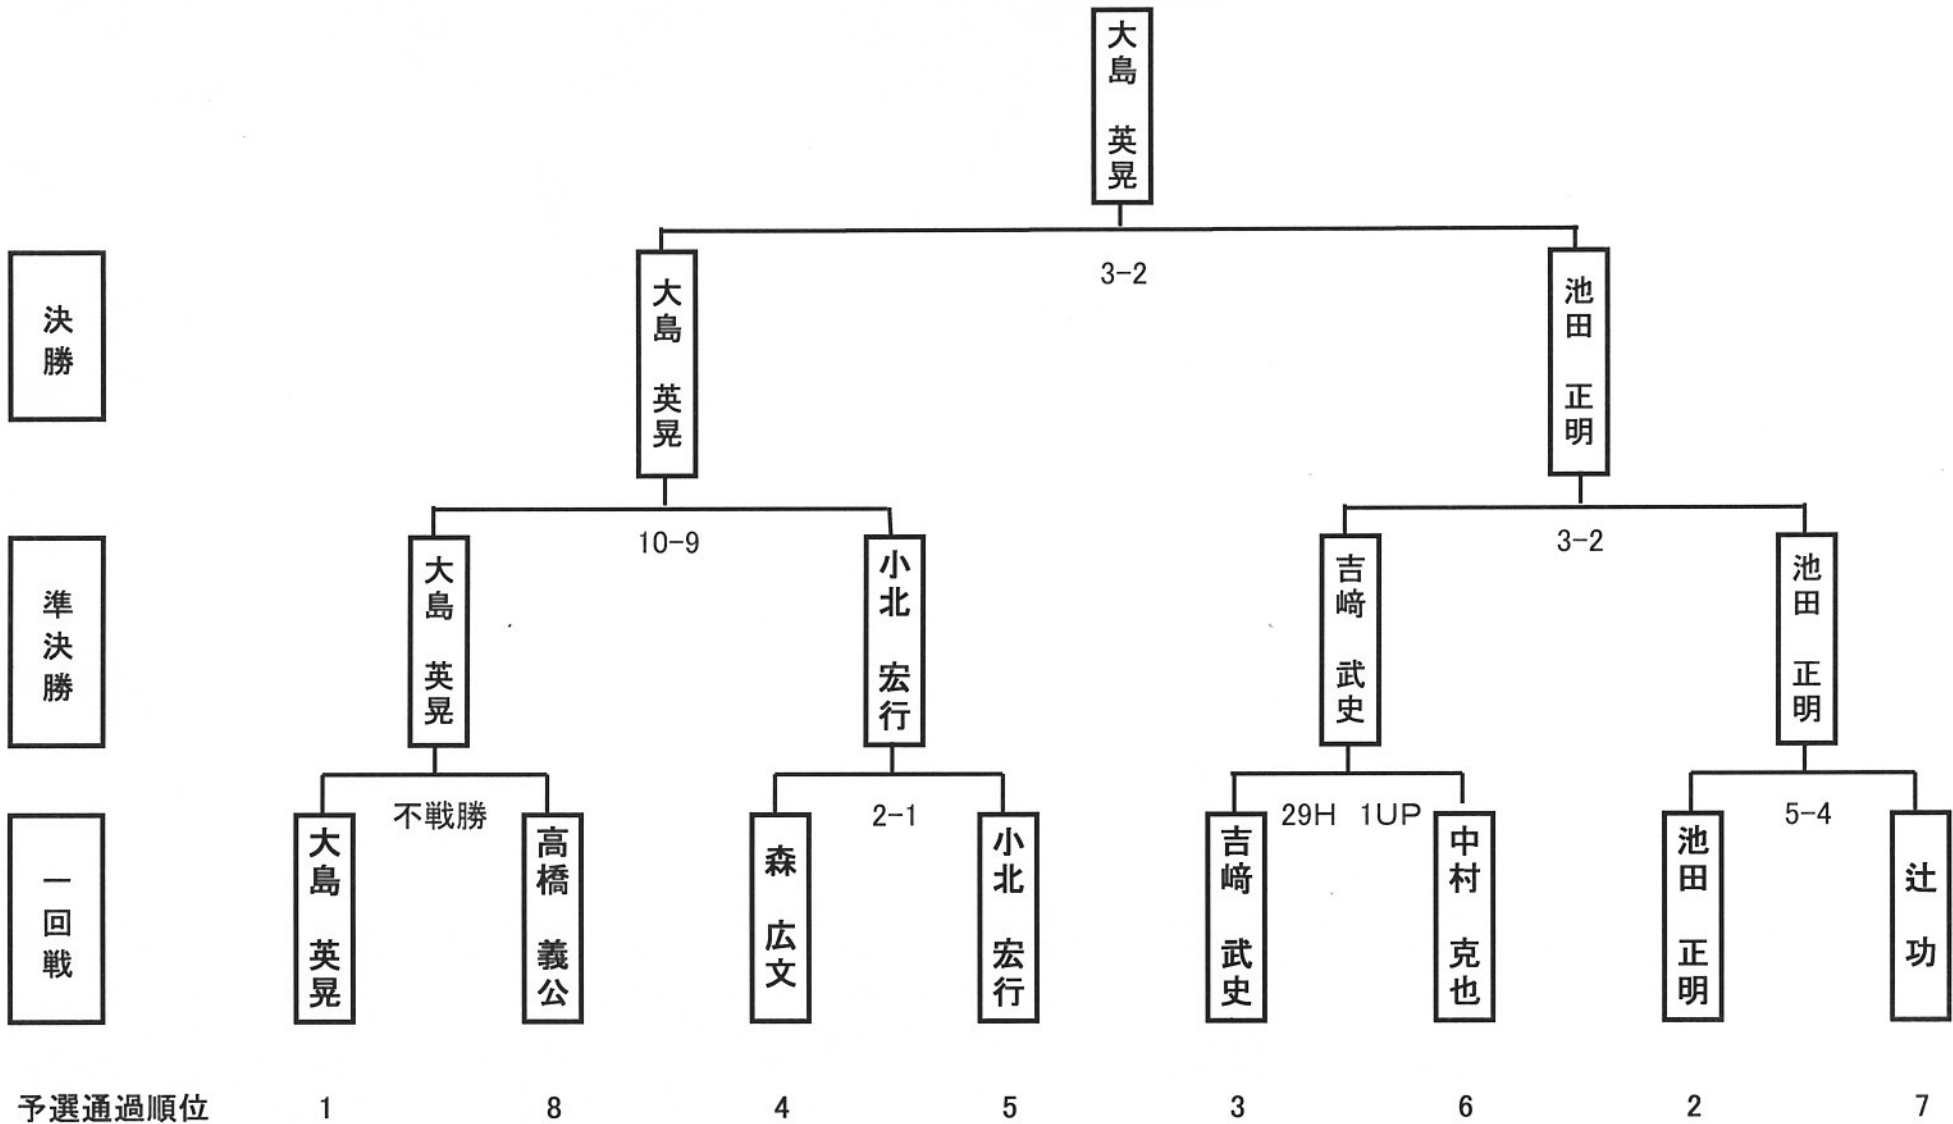 大島 英晃
決勝
大島 英晃
3-2
池田 正明
準決勝
大島 英晃
10-9
小北 宏行
吉﨑 武史
3-2
池田 正明
一回戦
大島 英晃
不戦勝
高橋 義公
森 広文
2-1
小北 宏行
吉﨑 武史
29H 1UP
中村 克也
池田 正明
5-4
辻 功
予選通過順位 1 8 4 5 3 6 2 7